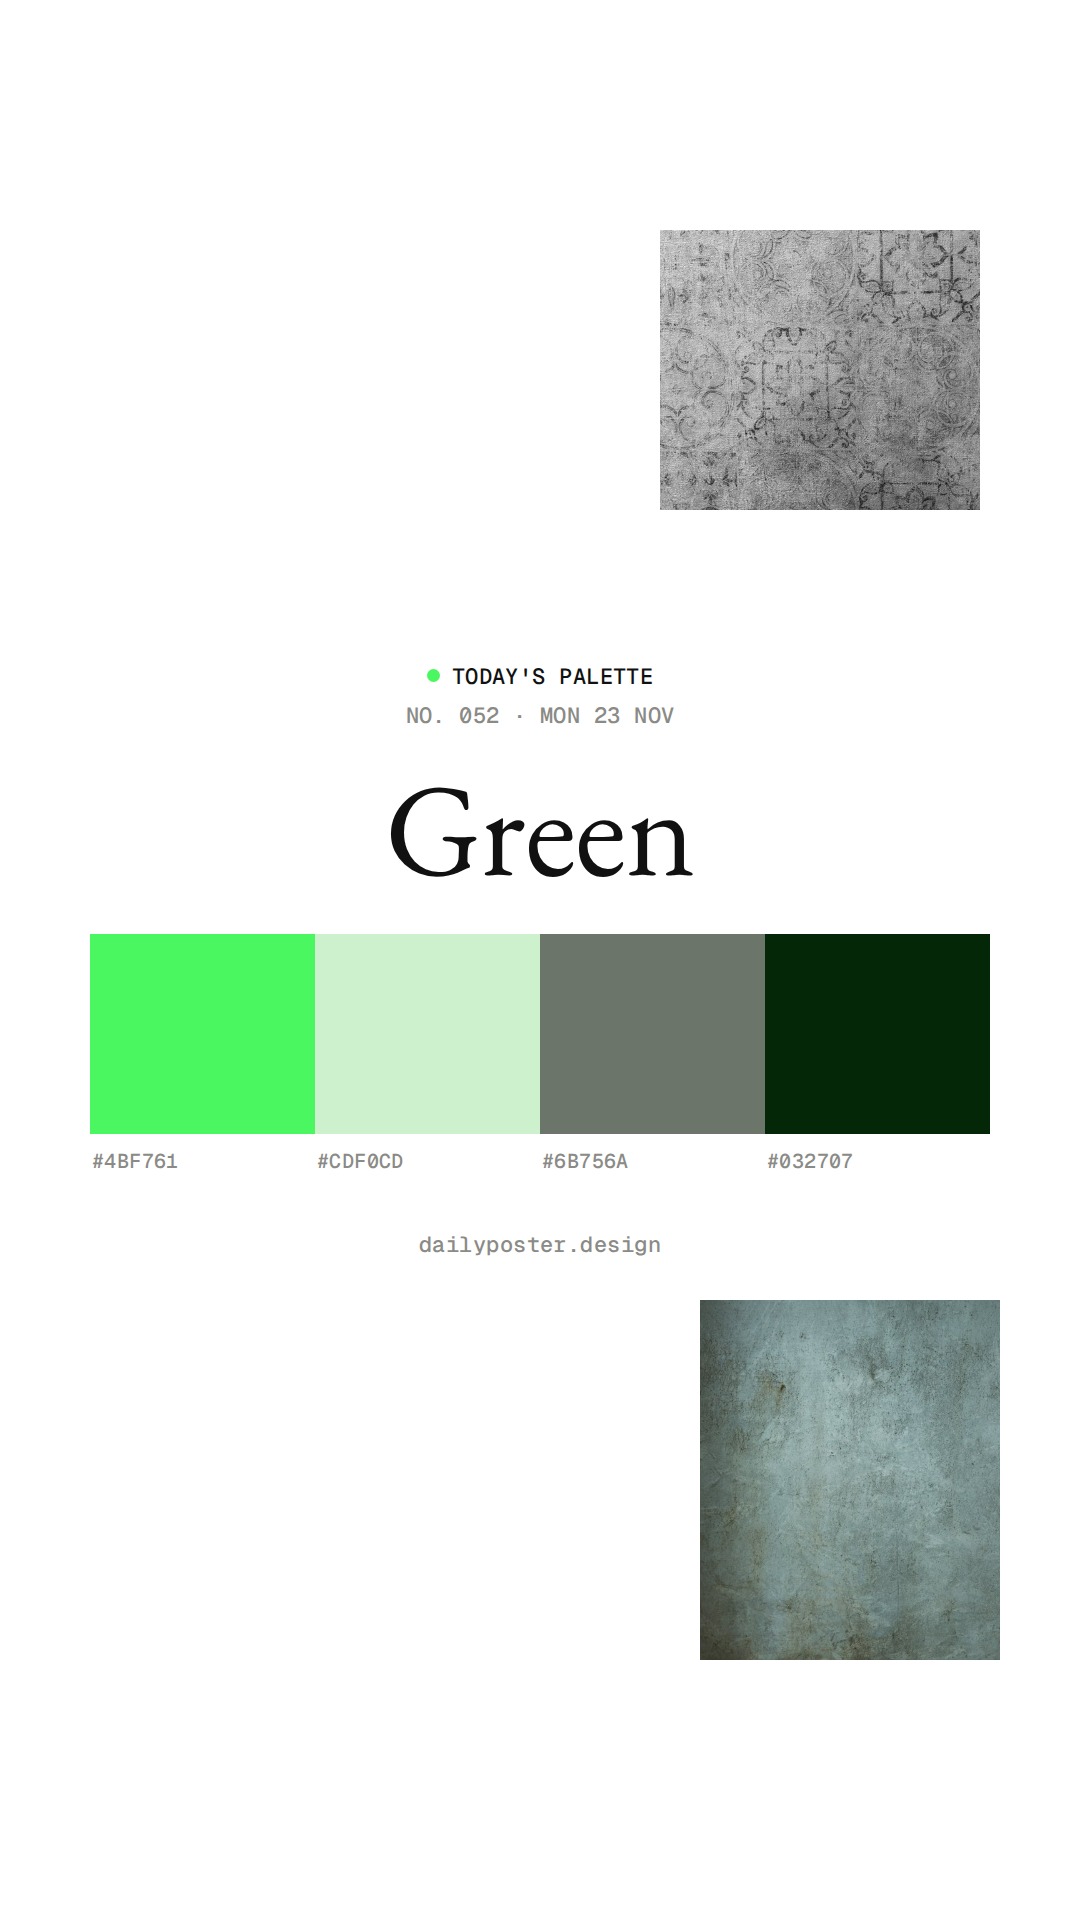 TODAY'S PALETTE
NO. 052 · MON 23 NOV
Green
#4BF761 #CDF0CD #6B756A #032707
dailyposter.design